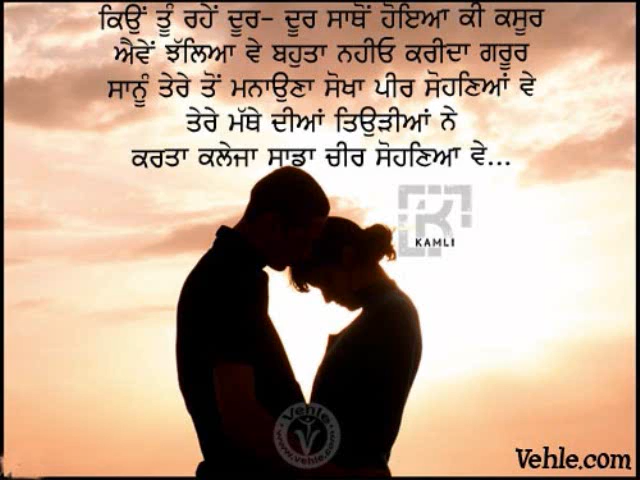 ਕਿਉਂ ਤੂੰ ਰਹੇਂ ਦੂਰ- ਦੂਰ ਸਾਥੋਂ ਹੋਇਆ ਕੀ ਕਸੂਰ
ਐਵੇਂ ਝੱਲਿਆ ਵੇ ਬਹੁਤਾ ਨਹੀਓ ਕਰੀਦਾ ਗਰੂਰ
ਸਾਨੂੰ ਤੇਰੇ ਤੋਂ ਮਨਾਉਣਾ ਸੋਖਾ ਪੀਰ ਸੋਹਣਿਆਂ ਵੇ
ਤੇਰੇ ਮੱਥੇ ਦੀਆਂ ਤਿਉੜੀਆਂ ਨੇ
ਕਰਤਾ ਕਲੇਜਾ ਸਾਡਾ ਚੀਰ ਸੋਹਣਿਆ ਵੇ...
KAMLI
Vehle
www.vehle.com
Vehle.com